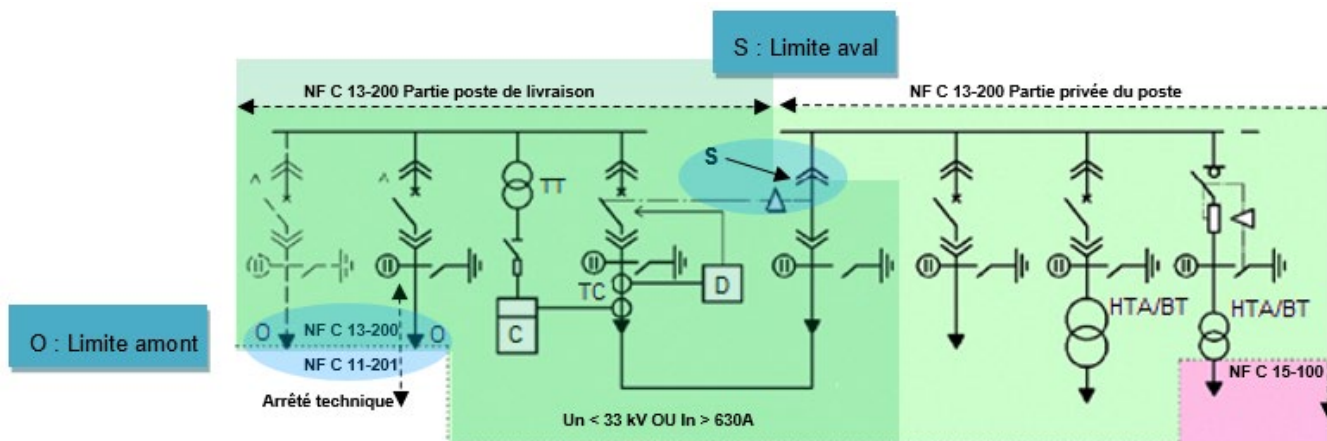 S : Limite aval
NF C 13-200 Partie poste de livraison
NF C 13-200 Partie privée du poste
S
TT
TC
D
C
HTA/BT
HTA/BT
O
NF C 13-200
O
O : Limite amont
NF C 11-201
NF C 15-100
Arrêté technique
Un < 33 kV OU In > 630A